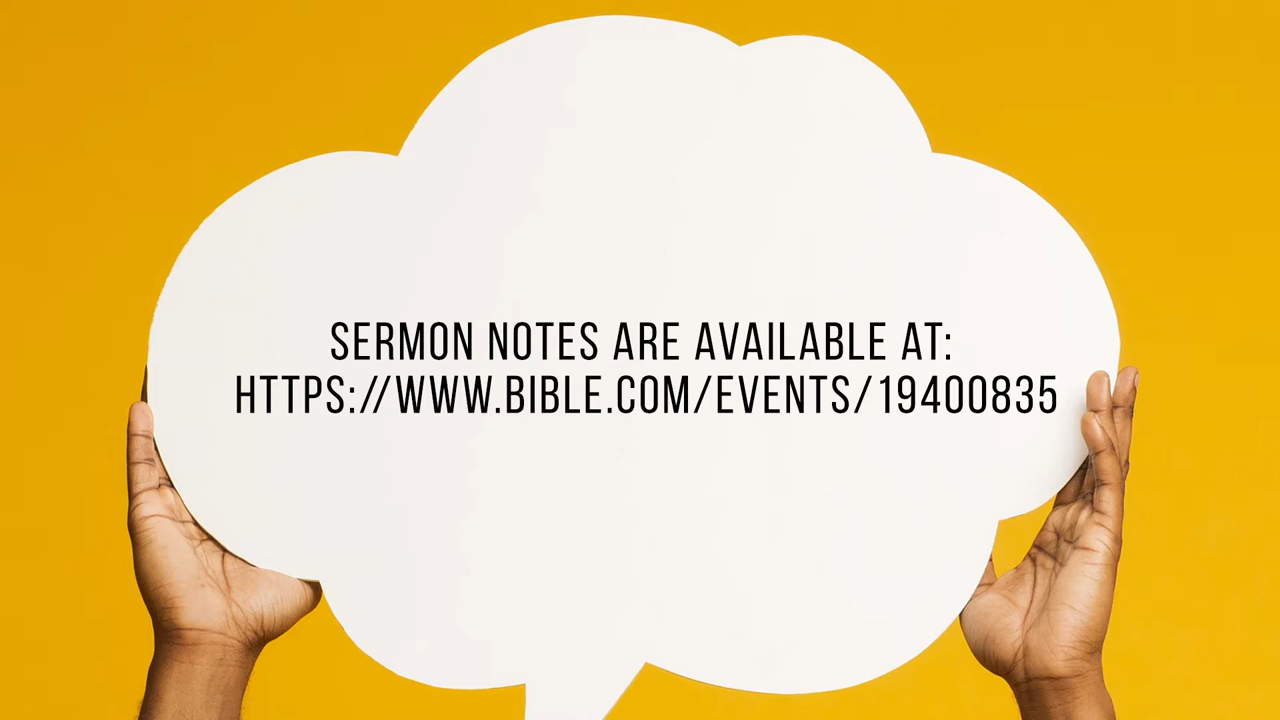 SERMON NOTES ARE AVAILABLE AT:
HTTPS://WWW.BIBLE.COM/EVENTS/19400835